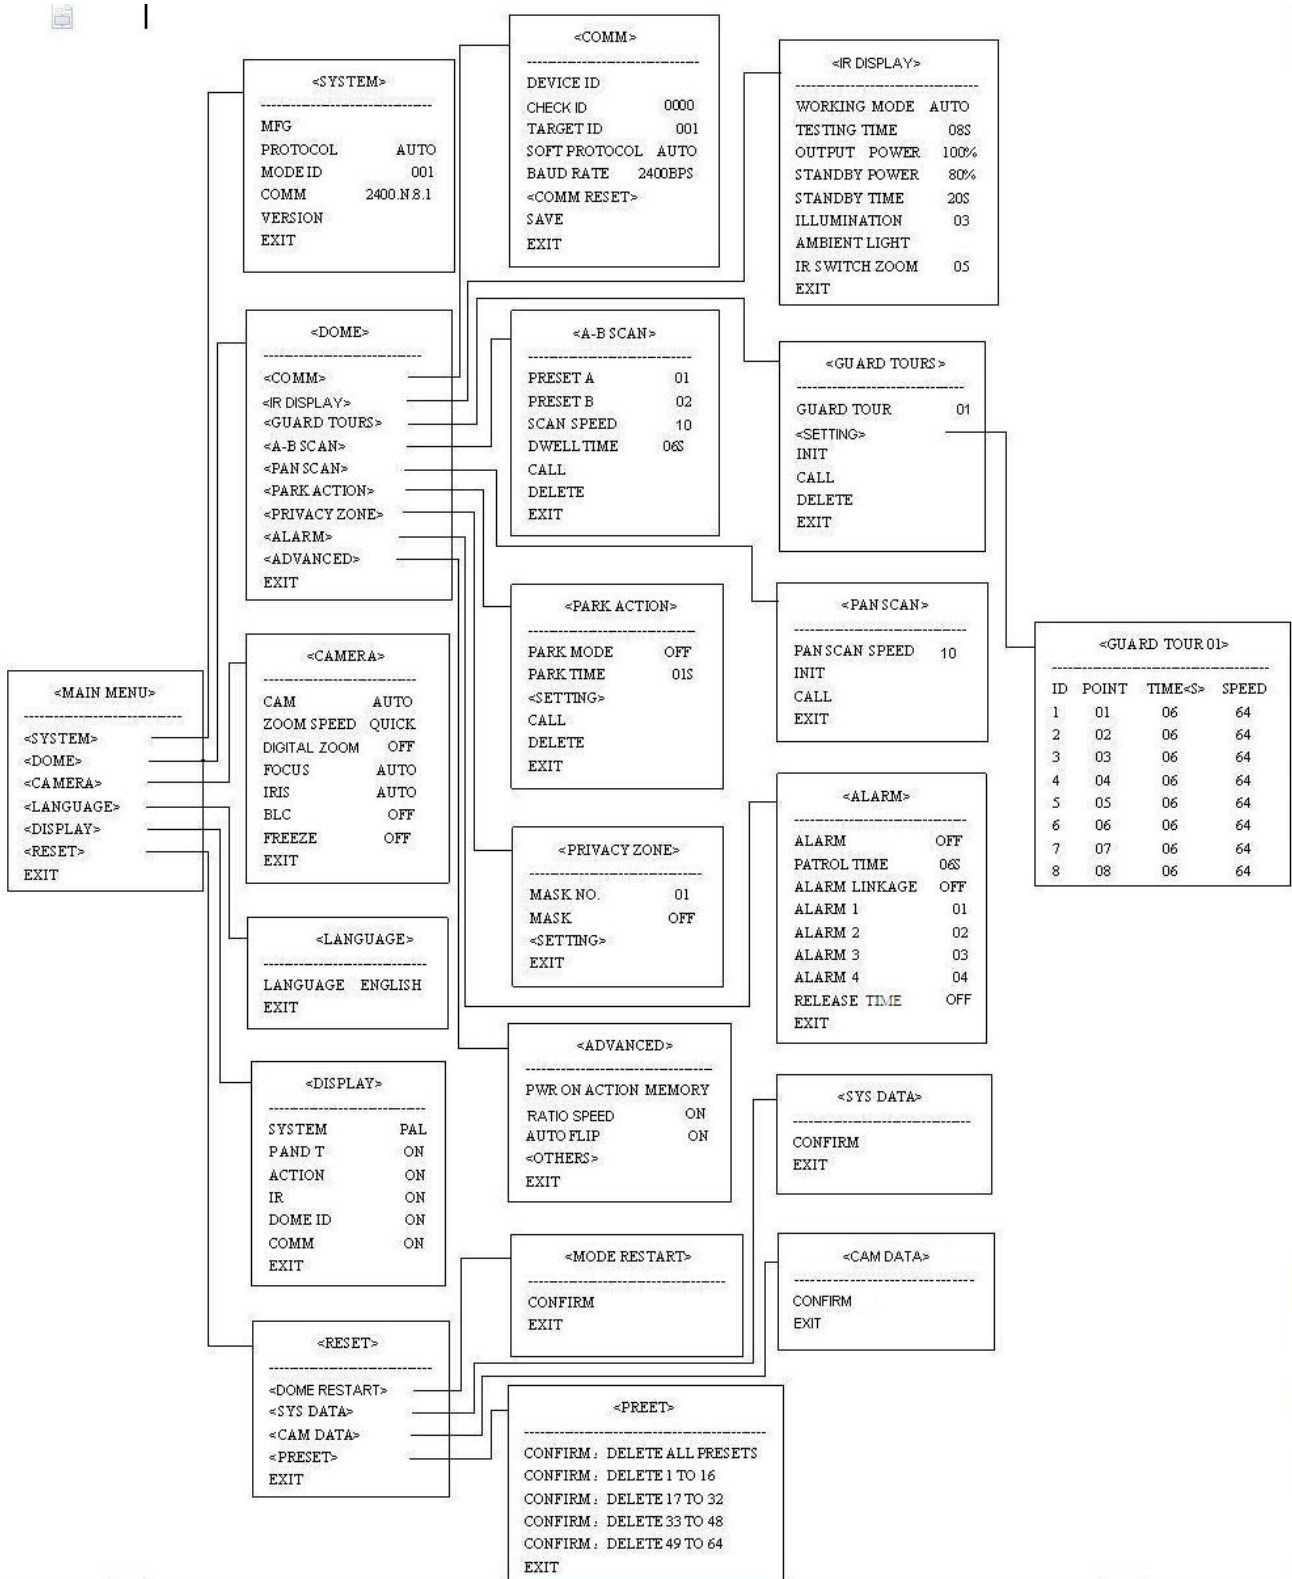 <MAIN MENU>
<SYSTEM>
<DOME>
<CAMERA>
<LANGUAGE>
<DISPLAY>
<RESET>
EXIT
<SYSTEM>
MFG
PROTOCOL AUTO
MODE ID 001
COMM 2400.N.8.1
VERSION
EXIT
<DOME>
<COMM>
<IR DISPLAY>
<GUARD TOURS>
<A-B SCAN>
<PAN SCAN>
<PARK ACTION>
<PRIVACY ZONE>
<ALARM>
<ADVANCED>
EXIT
<CAMERA>
CAM AUTO
ZOOM SPEED QUICK
DIGITAL ZOOM OFF
FOCUS AUTO
IRIS AUTO
BLC OFF
FREEZE OFF
EXIT
<LANGUAGE>
LANGUAGE ENGLISH
EXIT
<DISPLAY>
SYSTEM PAL
P AND T ON
ACTION ON
IR ON
DOME ID ON
COMM ON
EXIT
<RESET>
<DOME RESTART>
<SYS DATA>
<CAM DATA>
<PRESET>
EXIT
<COMM>
DEVICE ID
CHECK ID 0000
TARGET ID 001
SOFT PROTOCOL AUTO
BAUD RATE 2400BPS
<COMM RESET>
SAVE
EXIT
<A-B SCAN>
PRESET A 01
PRESET B 02
SCAN SPEED 10
DWELL TIME 06S
CALL
DELETE
EXIT
<PARK ACTION>
PARK MODE OFF
PARK TIME 01S
<SETTING>
CALL
DELETE
EXIT
<PRIVACY ZONE>
MASK NO. 01
MASK OFF
<SETTING>
EXIT
<ADVANCED>
PWR ON ACTION MEMORY
RATIO SPEED ON
AUTO FLIP ON
<OTHERS>
EXIT
<MODE RESTART>
CONFIRM
EXIT
<PREET>
CONFIRM: DELETE ALL PRESETS
CONFIRM: DELETE 1 TO 16
CONFIRM: DELETE 17 TO 32
CONFIRM: DELETE 33 TO 48
CONFIRM: DELETE 49 TO 64
EXIT
<IR DISPLAY>
WORKING MODE AUTO
TESTING TIME 08S
OUTPUT POWER 100%
STANDBY POWER 80%
STANDBY TIME 20S
ILLUMINATION 03
AMBIENT LIGHT
IR SWITCH ZOOM 05
EXIT
<GUARD TOURS>
GUARD TOUR 01
<SETTING>
INIT
CALL
DELETE
EXIT
<PAN SCAN>
PAN SCAN SPEED 10
INIT
CALL
EXIT
<ALARM>
ALARM OFF
PATROL TIME 06S
ALARM LINKAGE OFF
ALARM 1 01
ALARM 2 02
ALARM 3 03
ALARM 4 04
RELEASE TIME OFF
EXIT
<SYS DATA>
CONFIRM
EXIT
<CAM DATA>
CONFIRM
EXIT
<GUARD TOUR 01>
ID POINT TIME<S> SPEED
1 01 06 64
2 02 06 64
3 03 06 64
4 04 06 64
5 05 06 64
6 06 06 64
7 07 06 64
8 08 06 64